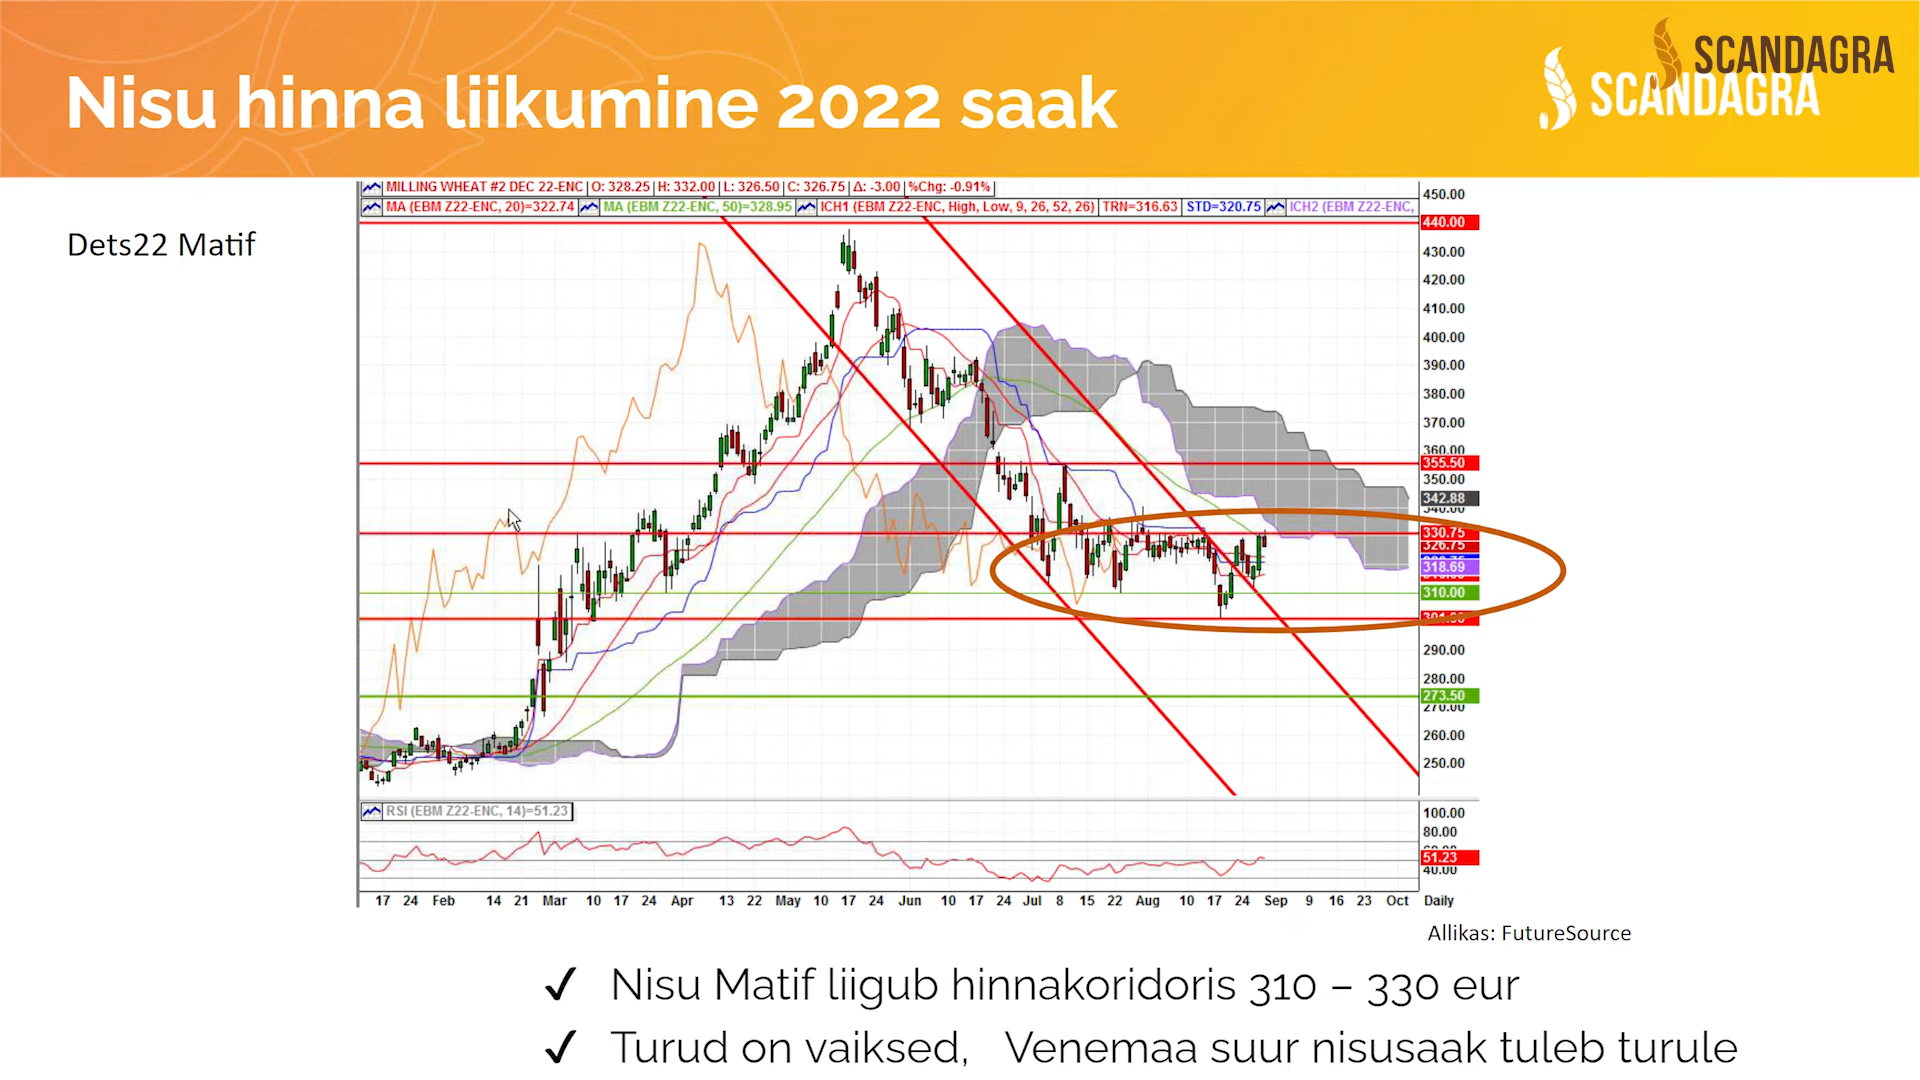 SCANDAGRA
SCANDAGRA
Nisu hinna liikumine 2022 saak
Dets22 Matif
MILLING WHEAT #2 DEC 22-ENC O: 328.25 H: 332.00 L: 326.50 C: 326.75 Δ: -3.00 %Chg: -0.91%
MA (EBM Z22-ENC, 20)=322.74 MA (EBM Z22-ENC, 50)=328.95 ICH1 (EBM Z22-ENC, High, Low, 9, 26, 52, 26) TRN=316.63 STD=320.75 ICH2 (EBM Z22-ENC,
450.00
440.00
430.00
420.00
410.00
400.00
390.00
380.00
370.00
360.00
355.50
350.00
342.88
340.00
330.75
326.75
318.69
310.00
290.00
280.00
273.50
270.00
260.00
250.00
RSI (EBM Z22-ENC, 14)=51.23
100.00
80.00
51.23
40.00
17 24 Feb 14 21 Mar 10 17 24 Apr 13 22 May 10 17 24 Jun 10 17 24 Jul 8 15 22 Aug 10 17 24 Sep 9 16 23 Oct Daily
Allikas: FutureSource
✓ Nisu Matif liigub hinnakoridoris 310 – 330 eur
✓ Turud on vaiksed, Venemaa suur nisusaak tuleb turule